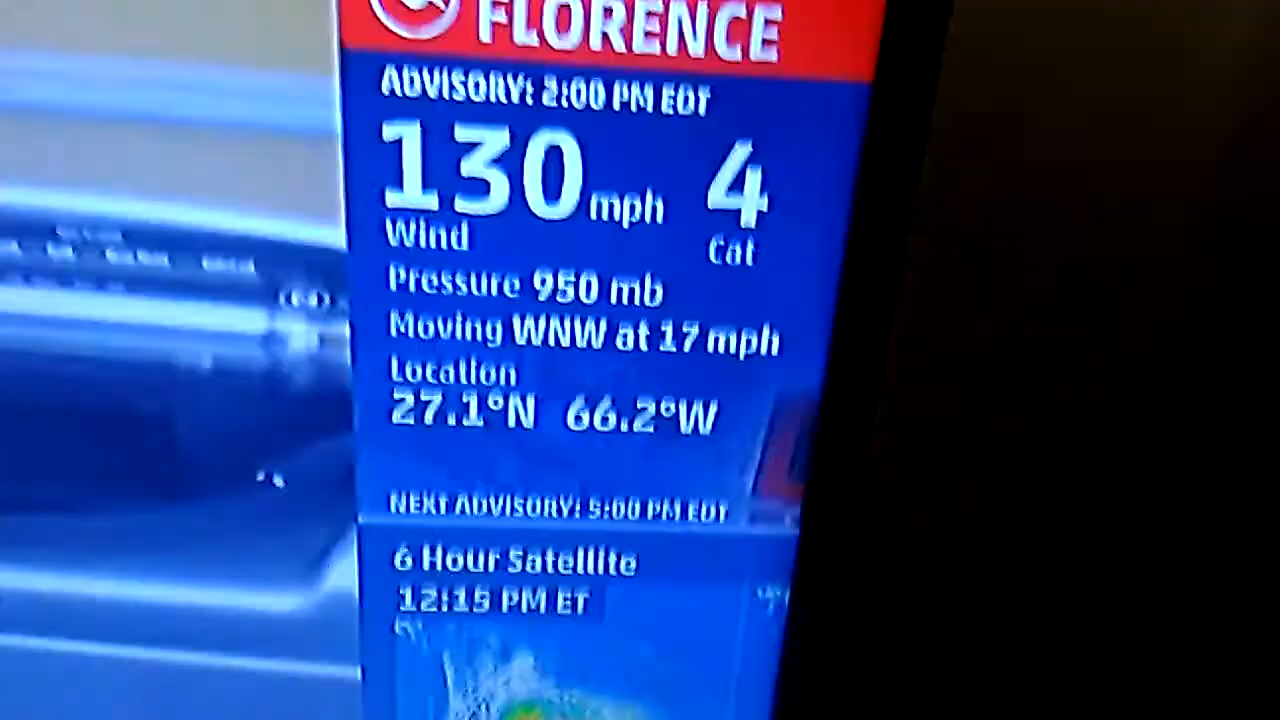 FLORENCE
ADVISORY: 2:00 PM EDT
130 mph 4
Wind Cat
Pressure 950 mb
Moving WNW at 17 mph
Location
27.1°N 66.2°W
NEXT ADVISORY: 5:00 PM EDT
6 Hour Satellite
12:15 PM ET